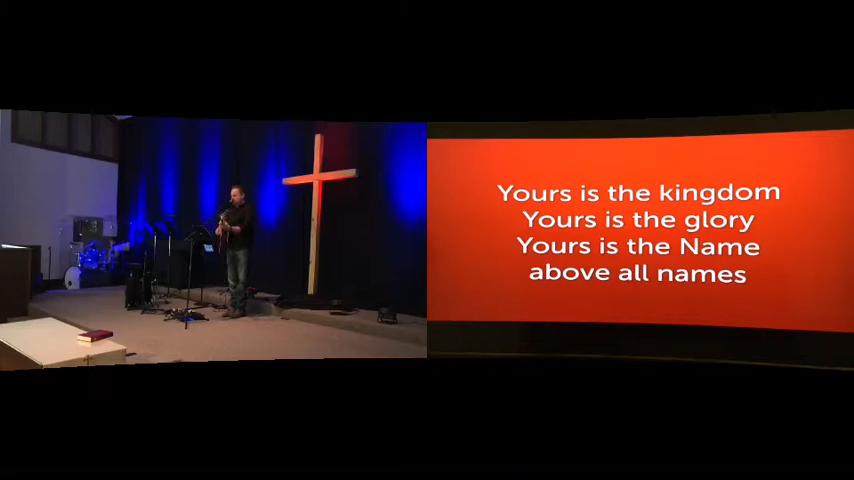 Yours is the kingdom
Yours is the glory
Yours is the Name
above all names